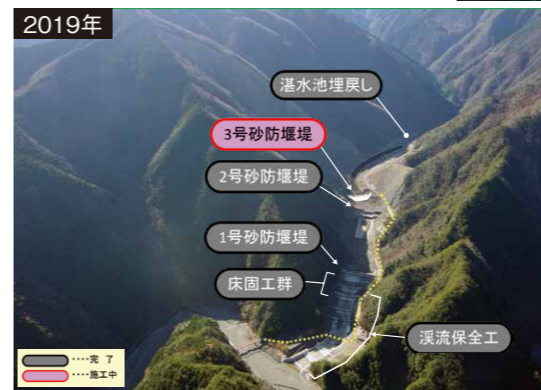 2019年
湛水池埋戻し
3号砂防堰堤
2号砂防堰堤
1号砂防堰堤
床固工群
渓流保全工
････完 了
････施工中